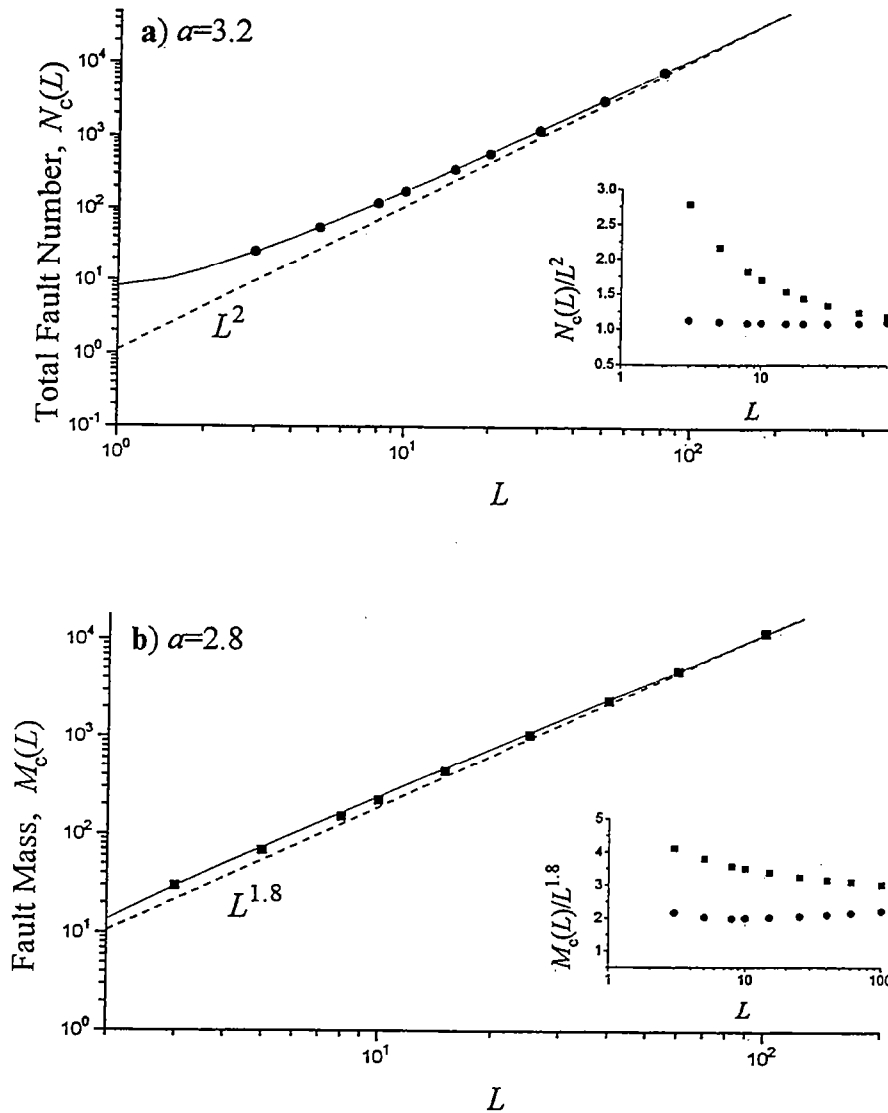 a) a=3.2
Total Fault Number, N_c(L)
10^4
10^3
10^2
10^1
10^0
10^-1
L^2
10^0 10^1 10^2
L
N_c(L)/L^2
3.0
2.5
2.0
1.5
1.0
0.5
1 10
L
b) a=2.8
Fault Mass, M_c(L)
10^4
10^3
10^2
10^1
10^0
L^1.8
10^1 10^2
L
M_c(L)/L^1.8
5
4
3
2
1
1 10 100
L